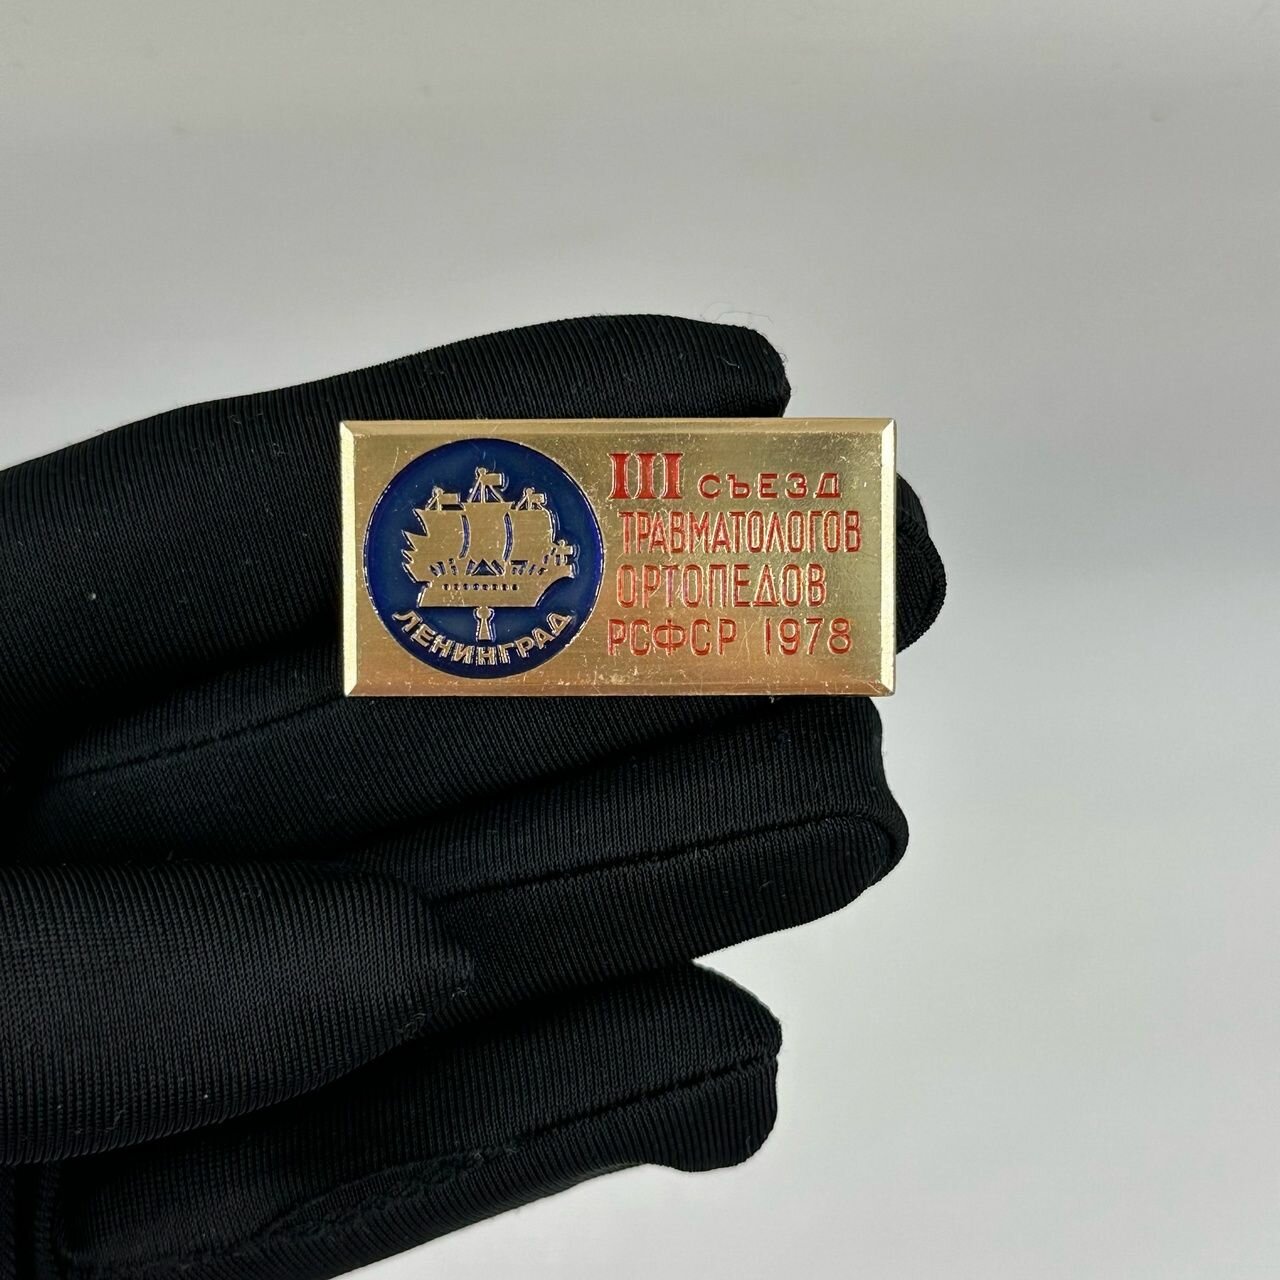 ЛЕНИНГРАД
III СЪЕЗД
ТРАВМАТОЛОГОВ
ОРТОПЕДОВ
РСФСР 1978